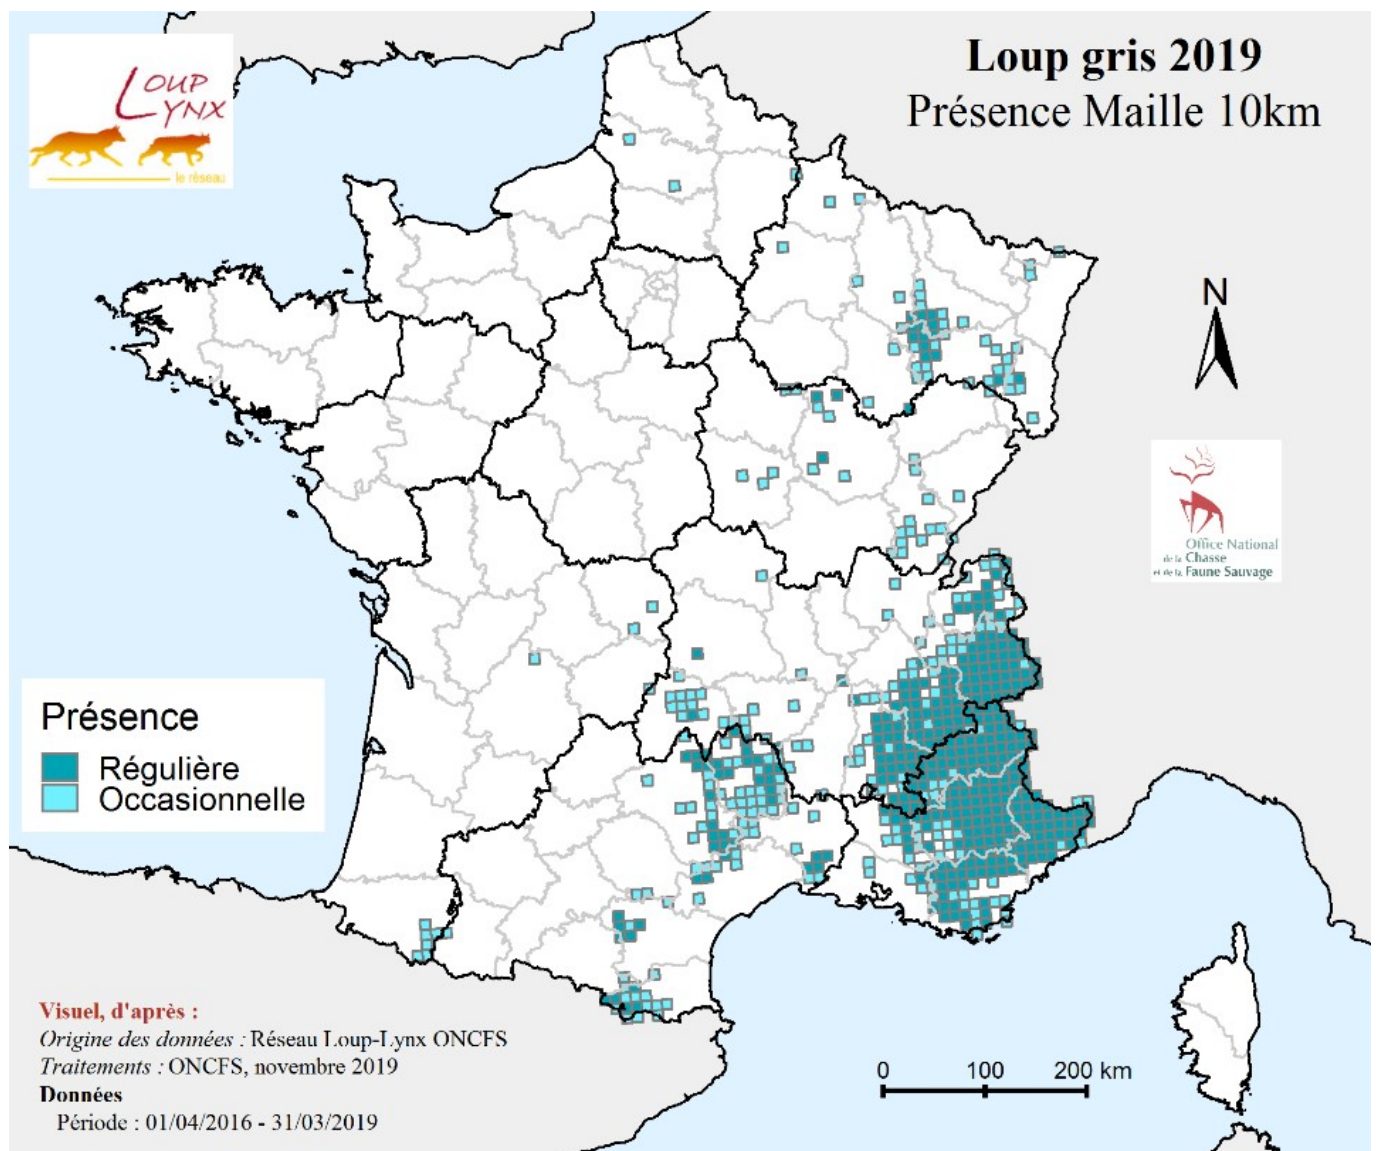 LOUP
LYNX
le réseau
Loup gris 2019
Présence Maille 10km
N
Office National
de la Chasse
et de la Faune Sauvage
Présence
Régulière
Occasionnelle
Visuel, d'après :
Origine des données : Réseau Loup-Lynx ONCFS
Traitements : ONCFS, novembre 2019
Données
Période : 01/04/2016 - 31/03/2019
0 100 200 km